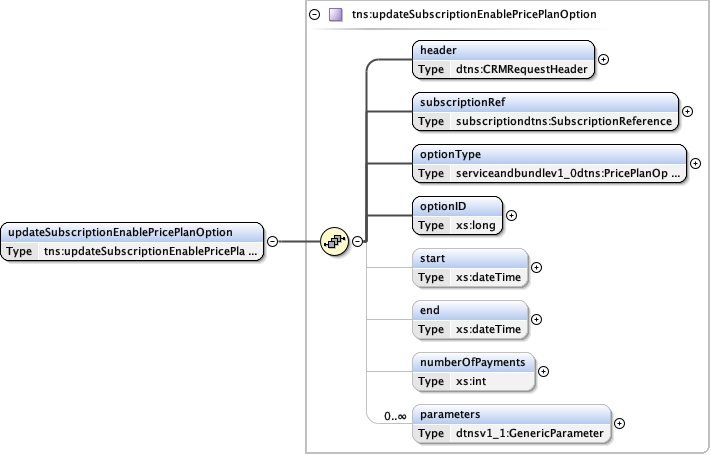 tns:updateSubscriptionEnablePricePlanOption
header
Type dtns:CRMRequestHeader
subscriptionRef
Type subscriptiondtns:SubscriptionReference
optionType
Type serviceandbundlev1_0dtns:PricePlanOp ...
optionID
Type xs:long
updateSubscriptionEnablePricePlanOption
Type tns:updateSubscriptionEnablePricePla ...
start
Type xs:dateTime
end
Type xs:dateTime
numberOfPayments
Type xs:int
0..∞
parameters
Type dtnsv1_1:GenericParameter